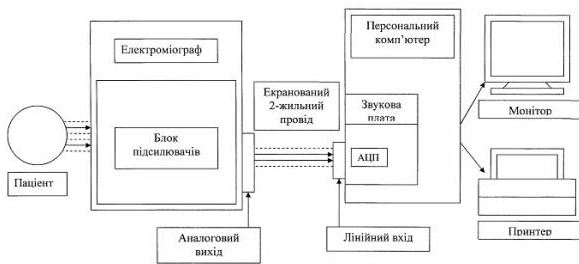 Електроміограф
Блок
підсилювачів
Пацієнт
Аналоговий
вихід
Екранований
2-жильний
провід
Лінійний вхід
Персональний
комп’ютер
Звукова
плата
АЦП
Монітор
Принтер